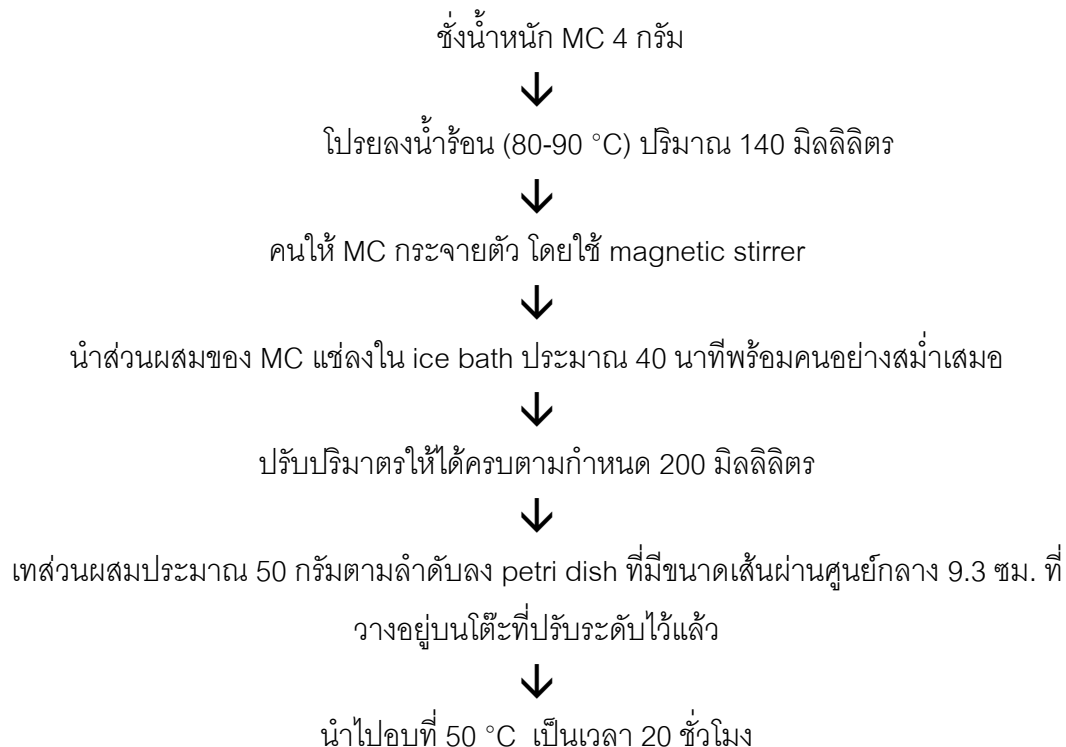 ชั่งน้ำหนัก MC 4 กรัม
↓
โปรยลงน้ำร้อน (80-90 °C) ปริมาณ 140 มิลลิลิตร
↓
คนให้ MC กระจายตัว โดยใช้ magnetic stirrer
↓
นำส่วนผสมของ MC แช่ลงใน ice bath ประมาณ 40 นาทีพร้อมคนอย่างสม่ำเสมอ
↓
ปรับปริมาตรให้ได้ครบตามกำหนด 200 มิลลิลิตร
↓
เทส่วนผสมประมาณ 50 กรัมตามลำดับลง petri dish ที่มีขนาดเส้นผ่านศูนย์กลาง 9.3 ซม. ที่
วางอยู่บนโต๊ะที่ปรับระดับไว้แล้ว
↓
นำไปอบที่ 50 °C เป็นเวลา 20 ชั่วโมง